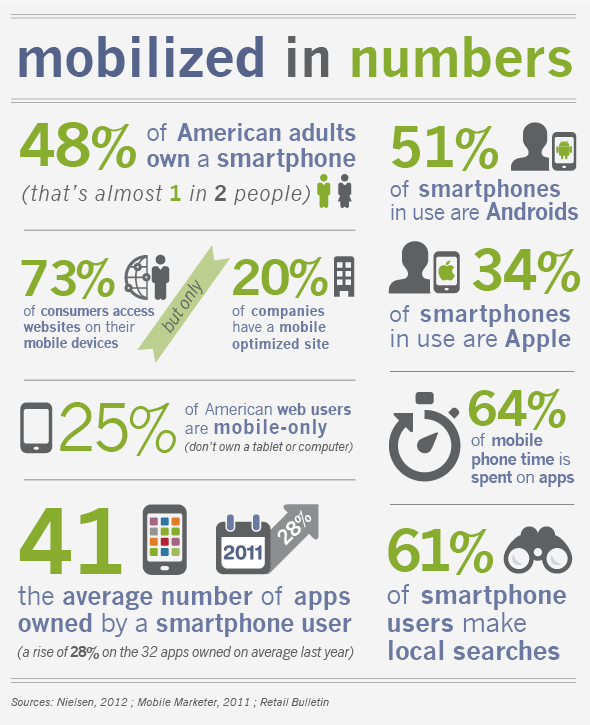 mobilized in numbers
48% of American adults
own a smartphone
(that's almost 1 in 2 people)
73%
of consumers access
websites on their
mobile devices
but only
20%
of companies
have a mobile
optimized site
25% of American web users
are mobile-only
(don't own a tablet or computer)
41
2011
28%
the average number of apps
owned by a smartphone user
(a rise of 28% on the 32 apps owned on average last year)
51%
of smartphones
in use are Androids
34%
of smartphones
in use are Apple
64%
of mobile
phone time is
spent on apps
61%
of smartphone
users make
local searches
Sources: Nielsen, 2012 ; Mobile Marketer, 2011 ; Retail Bulletin